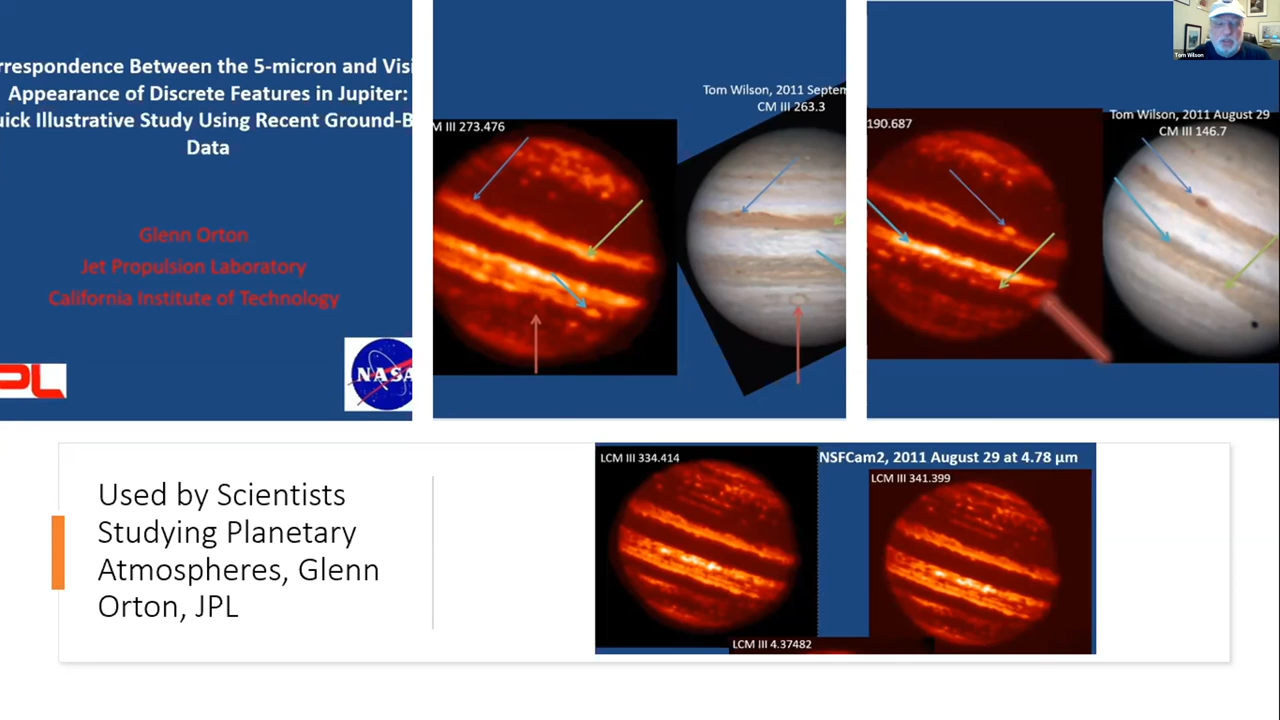 rrespondence Between the 5-micron and Visi
Appearance of Discrete Features in Jupiter:
uick Illustrative Study Using Recent Ground-B
Data
Glenn Orton
Jet Propulsion Laboratory
California Institute of Technology
PL
NASA
M III 273.476
Tom Wilson, 2011 Septem
CM III 263.3
190.687
Tom Wilson, 2011 August 29
CM III 146.7
Tom Wilson
Used by Scientists
Studying Planetary
Atmospheres, Glenn
Orton, JPL
LCM III 334.414
NSFCam2, 2011 August 29 at 4.78 μm
LCM III 341.399
LCM III 4.37482